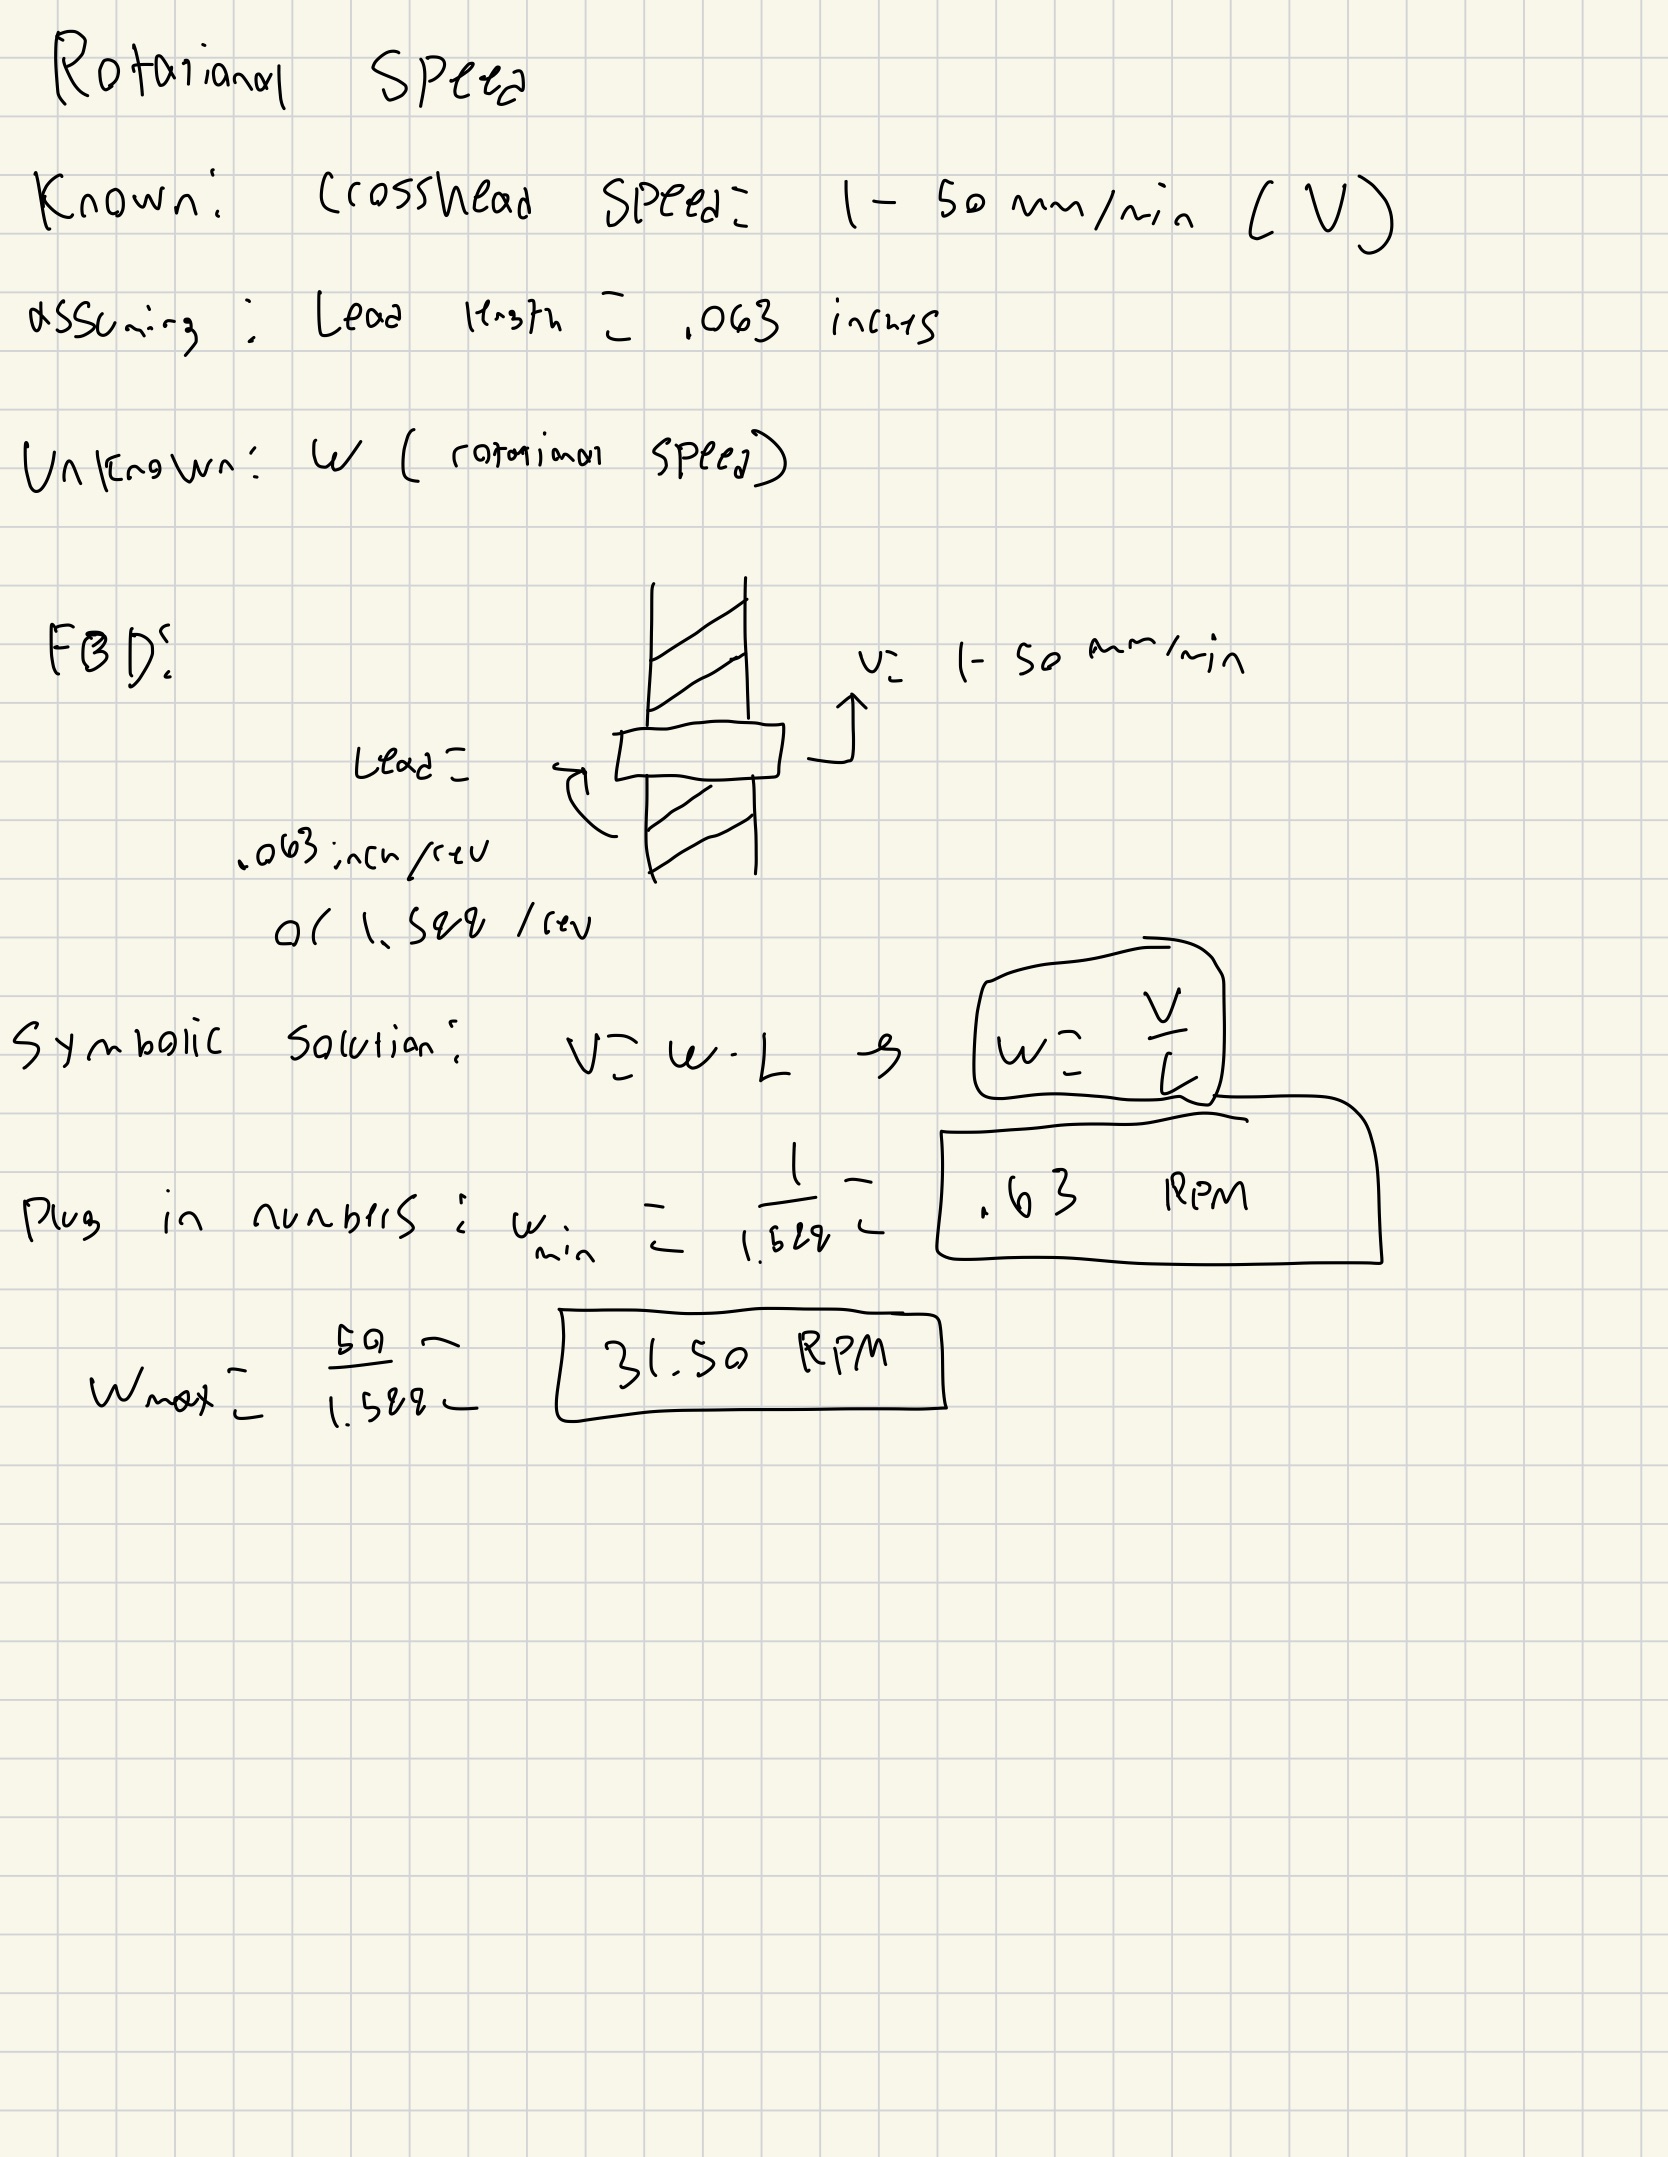 Rotational Speed
Known: Crosshead Speed = 1 - 50 mm/min (V)
assuming: Lead length = .063 inches
Unknown: W (rotational speed)
FBD:
V = 1 - 50 mm/min
Lead =
.063 inch/rev
or 1.588 /rev
Symbolic Solution: V = W · L → W = V/L
Plug in numbers: W min = 1/1.588 = .63 RPM
W max = 50/1.588 = 31.50 RPM